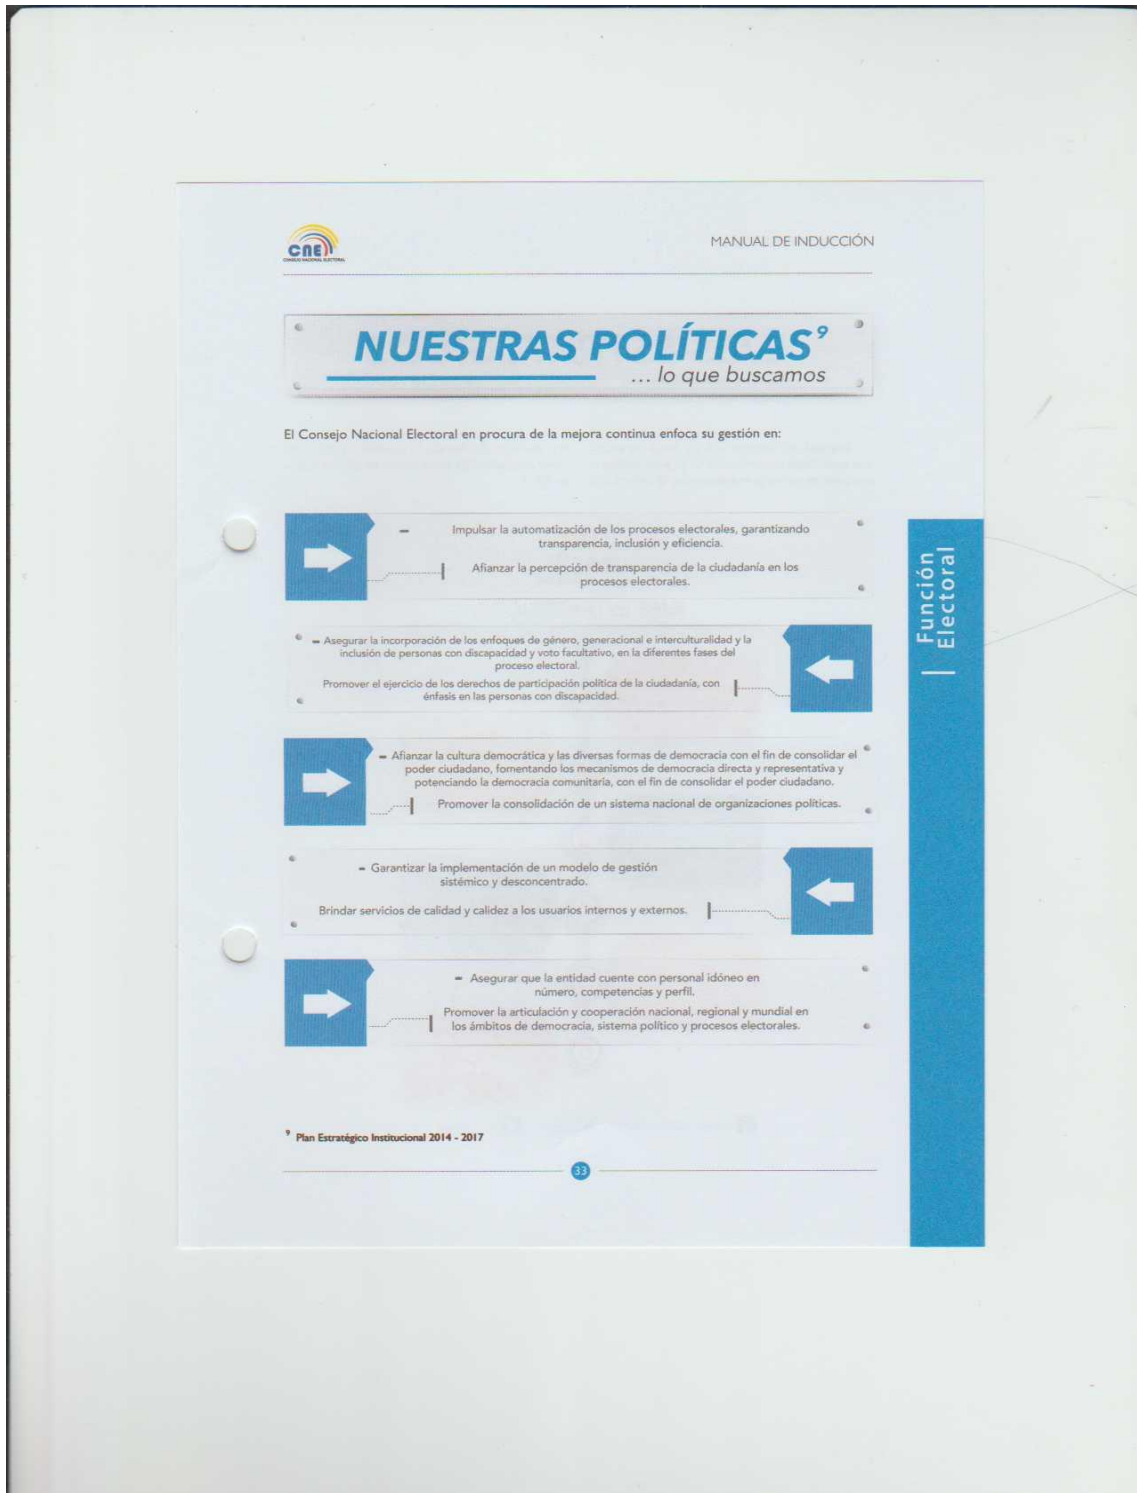 CNE
CONSEJO NACIONAL ELECTORAL
MANUAL DE INDUCCIÓN
NUESTRAS POLÍTICAS⁹
... lo que buscamos
El Consejo Nacional Electoral en procura de la mejora continua enfoca su gestión en:
- Impulsar la automatización de los procesos electorales, garantizando
transparencia, inclusión y eficiencia.
Afianzar la percepción de transparencia de la ciudadanía en los
procesos electorales.
- Asegurar la incorporación de los enfoques de género, generacional e interculturalidad y la
inclusión de personas con discapacidad y voto facultativo, en la diferentes fases del
proceso electoral.
Promover el ejercicio de los derechos de participación política de la ciudadanía, con
énfasis en las personas con discapacidad.
- Afianzar la cultura democrática y las diversas formas de democracia con el fin de consolidar el
poder ciudadano, fomentando los mecanismos de democracia directa y representativa y
potenciando la democracia comunitaria, con el fin de consolidar el poder ciudadano.
Promover la consolidación de un sistema nacional de organizaciones políticas.
- Garantizar la implementación de un modelo de gestión
sistémico y desconcentrado.
Brindar servicios de calidad y calidez a los usuarios internos y externos.
- Asegurar que la entidad cuente con personal idóneo en
número, competencias y perfil.
Promover la articulación y cooperación nacional, regional y mundial en
los ámbitos de democracia, sistema político y procesos electorales.
⁹ Plan Estratégico Institucional 2014 - 2017
33
Función
Electoral